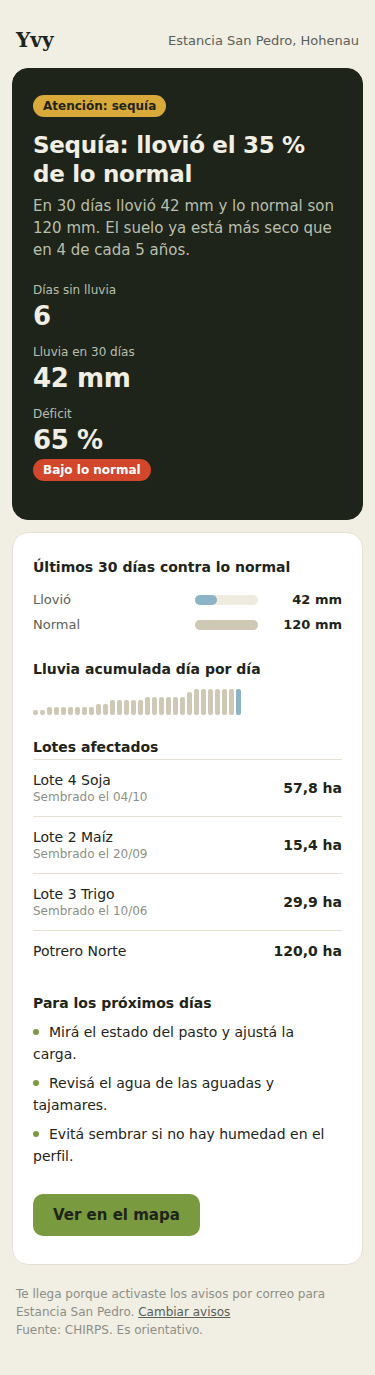 Yvy
Estancia San Pedro, Hohenau
Atención: sequía
Sequía: llovió el 35 %
de lo normal
En 30 días llovió 42 mm y lo normal son
120 mm. El suelo ya está más seco que
en 4 de cada 5 años.
Días sin lluvia
6
Lluvia en 30 días
42 mm
Déficit
65 %
Bajo lo normal
Últimos 30 días contra lo normal
Llovió 42 mm
Normal 120 mm
Lluvia acumulada día por día
Lotes afectados
Lote 4 Soja
Sembrado el 04/10
57,8 ha
Lote 2 Maíz
Sembrado el 20/09
15,4 ha
Lote 3 Trigo
Sembrado el 10/06
29,9 ha
Potrero Norte 120,0 ha
Para los próximos días
Mirá el estado del pasto y ajustá la
carga.
Revisá el agua de las aguadas y
tajamares.
Evitá sembrar si no hay humedad en el
perfil.
Ver en el mapa
Te llega porque activaste los avisos por correo para
Estancia San Pedro. Cambiar avisos
Fuente: CHIRPS. Es orientativo.